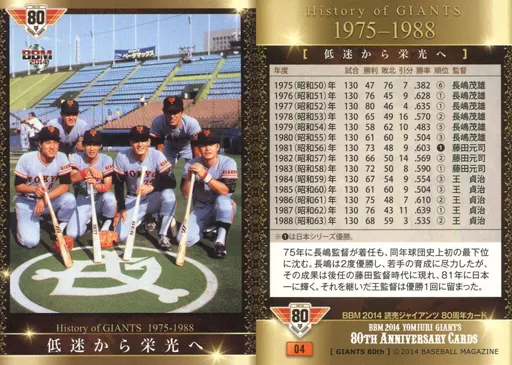 80
BBM
2014
ベータマックス
TOKYO
History of GIANTS 1975-1988
低迷から栄光へ
History of GIANTS
1975–1988
[ 低迷から栄光へ ]
年度 試合 勝利 敗北 引分 勝率 順位 監督
1975(昭和50)年 130 47 76 7 .382 ⑥ 長嶋茂雄
1976(昭和51)年 130 76 45 9 .628 ① 長嶋茂雄
1977(昭和52)年 130 80 46 4 .635 ① 長嶋茂雄
1978(昭和53)年 130 65 49 16 .570 ② 長嶋茂雄
1979(昭和54)年 130 58 62 10 .483 ⑤ 長嶋茂雄
1980(昭和55)年 130 61 60 9 .504 ③ 長嶋茂雄
1981(昭和56)年 130 73 48 9 .603 ❶ 藤田元司
1982(昭和57)年 130 66 50 14 .569 ② 藤田元司
1983(昭和58)年 130 72 50 8 .590 ① 藤田元司
1984(昭和59)年 130 67 54 9 .554 ③ 王 貞治
1985(昭和60)年 130 61 60 9 .504 ③ 王 貞治
1986(昭和61)年 130 75 48 7 .610 ② 王 貞治
1987(昭和62)年 130 76 43 11 .639 ① 王 貞治
1988(昭和63)年 130 68 59 3 .535 ② 王 貞治
※❶は日本シリーズ優勝。
75年に長嶋監督が着任も、同年球団史上初の最下位
に沈む。長嶋は2度優勝し、若手の育成に尽力したが、
その成果は後任の藤田監督時代に現れ、81年に日本
一に輝く。それを継いだ王監督は優勝1回に留まった。
80
04
BBM 2014 読売ジャイアンツ 80周年カード
BBM 2014 YOMIURI GIANTS
80TH ANNIVERSARY CARDS
[ GIANTS 80th ] ©2014 BASEBALL MAGAZINE